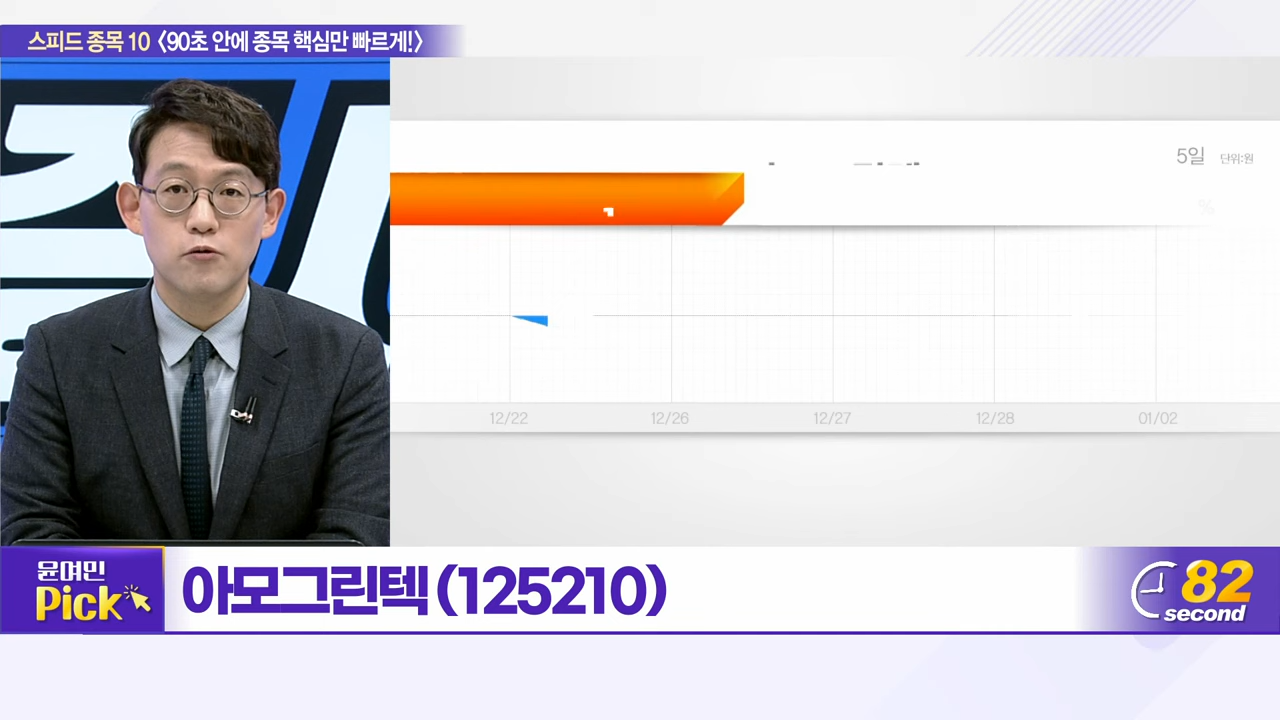 스피드 종목 10 <90초 안에 종목 핵심만 빠르게!>
5일 단위:원
%
12/22 12/26 12/27 12/28 01/02
윤여민
Pick
아모그린텍(125210)
82
second